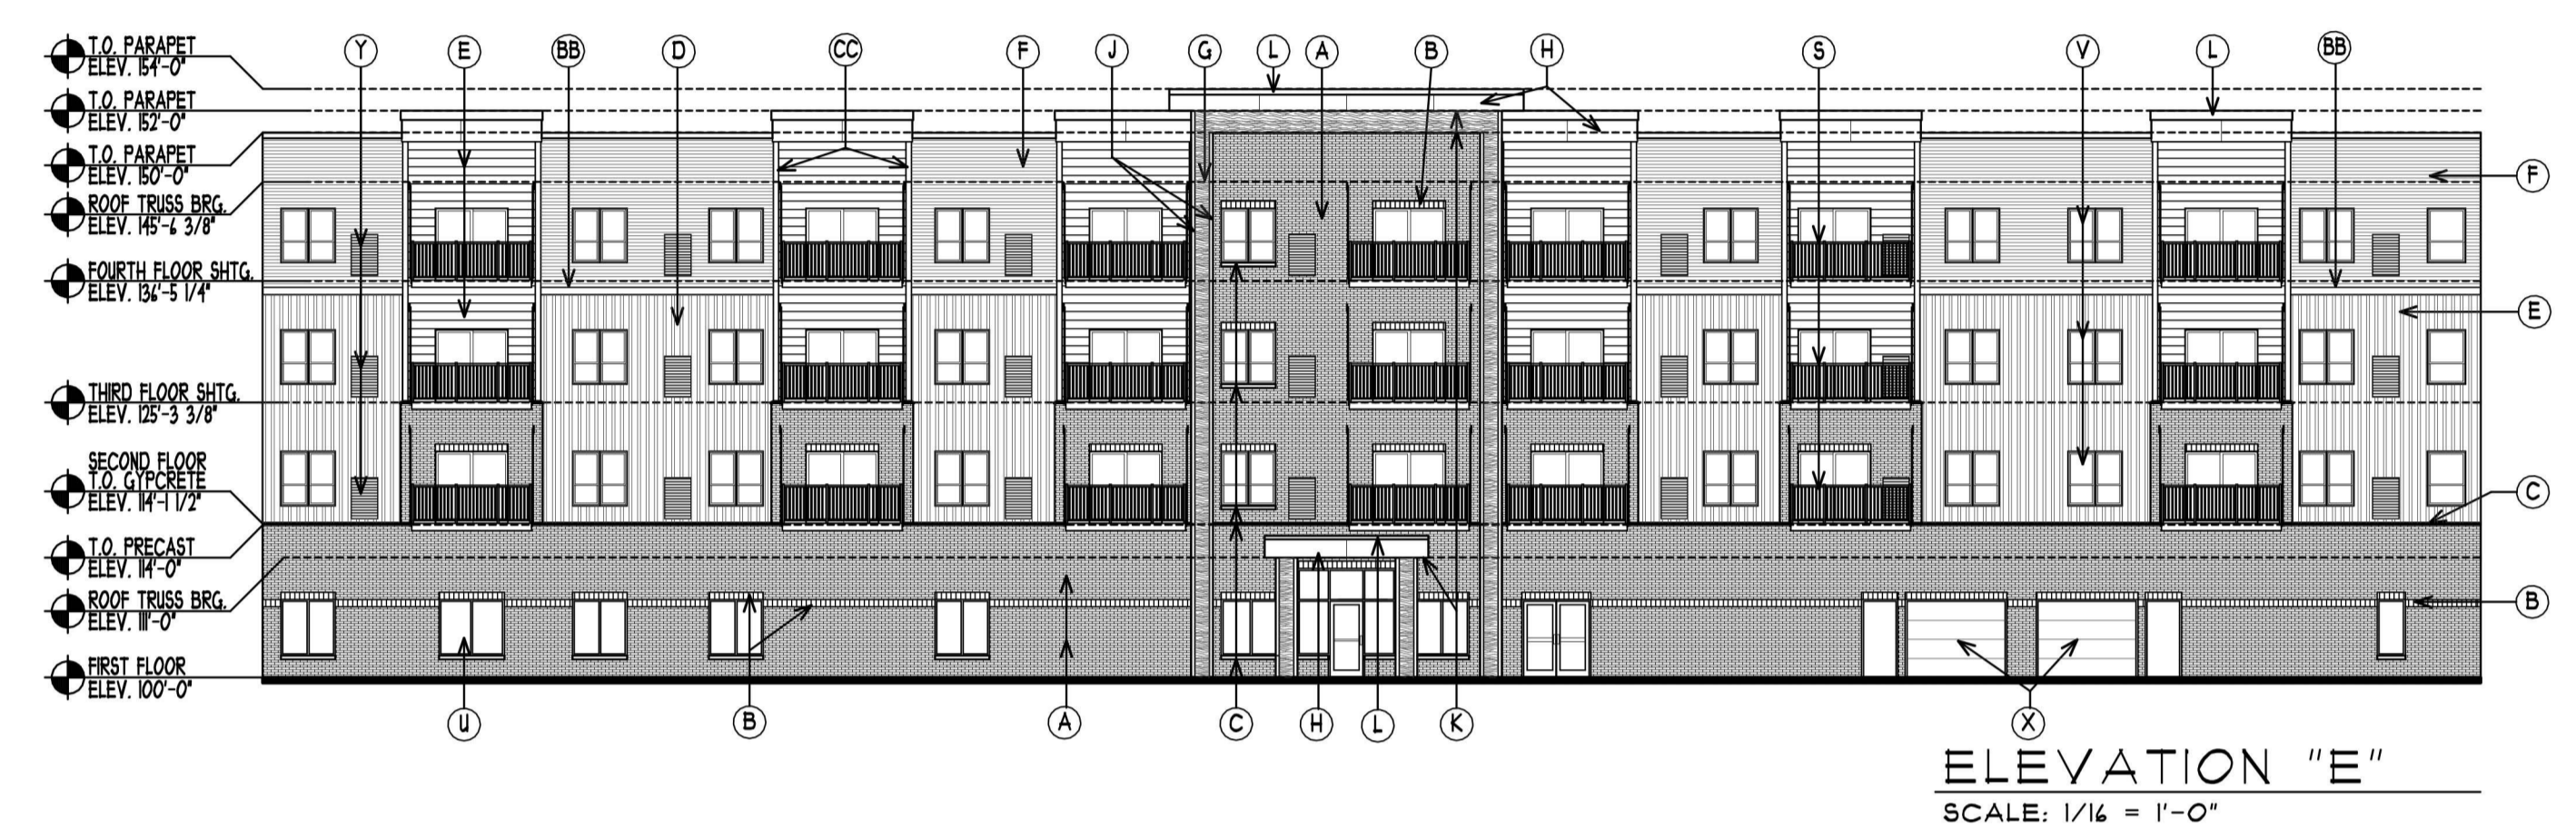 T.O. PARAPET
ELEV. 154'-0"
T.O. PARAPET
ELEV. 152'-0"
T.O. PARAPET
ELEV. 150'-0"
ROOF TRUSS BRG.
ELEV. 145'-6 3/8"
FOURTH FLOOR SHTG.
ELEV. 136'-5 1/4"
THIRD FLOOR SHTG.
ELEV. 125'-3 3/8"
SECOND FLOOR
T.O. GYPCRETE
ELEV. 114'-1 1/2"
T.O. PRECAST
ELEV. 114'-0"
ROOF TRUSS BRG.
ELEV. 111'-0"
FIRST FLOOR
ELEV. 100'-0"
Y E BB D CC F J G L A B H S V L BB
F
E
C
B
U B A C H L K X
ELEVATION "E"
SCALE: 1/16 = 1'-0"